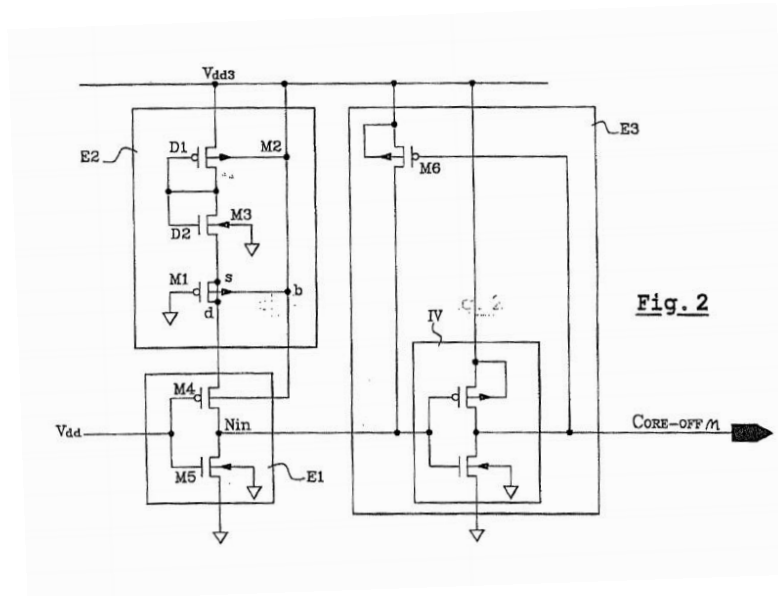 Vdd3
E2
D1
M2
E3
M6
M3
D2
M1
s
b
d
Fig. 2
IV
M4
Vdd
Nin
CORE-OFF n
M5
E1